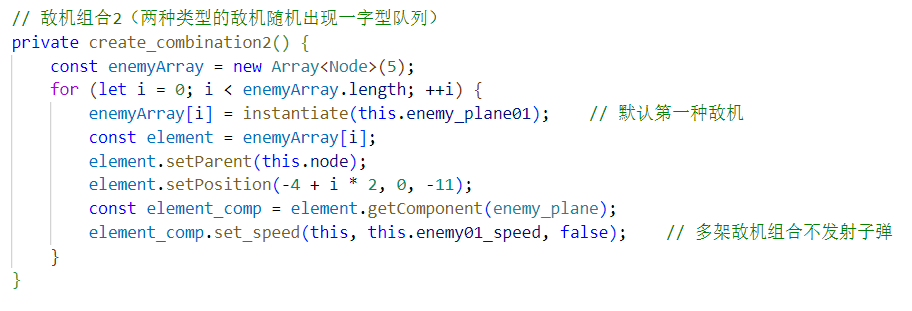 // 敌机组合2（两种类型的敌机随机出现一字型队列）
private create_combination2() {
    const enemyArray = new Array<Node>(5);
    for (let i = 0; i < enemyArray.length; ++i) {
        enemyArray[i] = instantiate(this.enemy_plane01);    // 默认第一种敌机
        const element = enemyArray[i];
        element.setParent(this.node);
        element.setPosition(-4 + i * 2, 0, -11);
        const element_comp = element.getComponent(enemy_plane);
        element_comp.set_speed(this, this.enemy01_speed, false);    // 多架敌机组合不发射子弹
    }
}